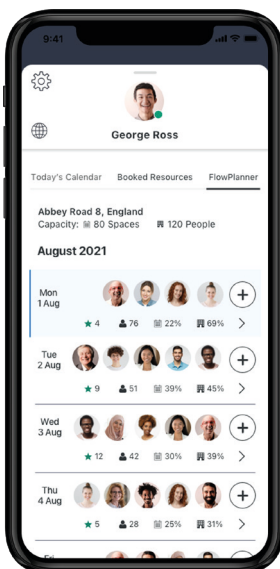 9:41
George Ross
Today's Calendar Booked Resources FlowPlanner
Abbey Road 8, England
Capacity: 80 Spaces 120 People
August 2021
Mon
1 Aug
4 76 22% 69%
Tue
2 Aug
9 51 39% 45%
Wed
3 Aug
12 42 30% 39%
Thu
4 Aug
5 28 25% 31%
Fri